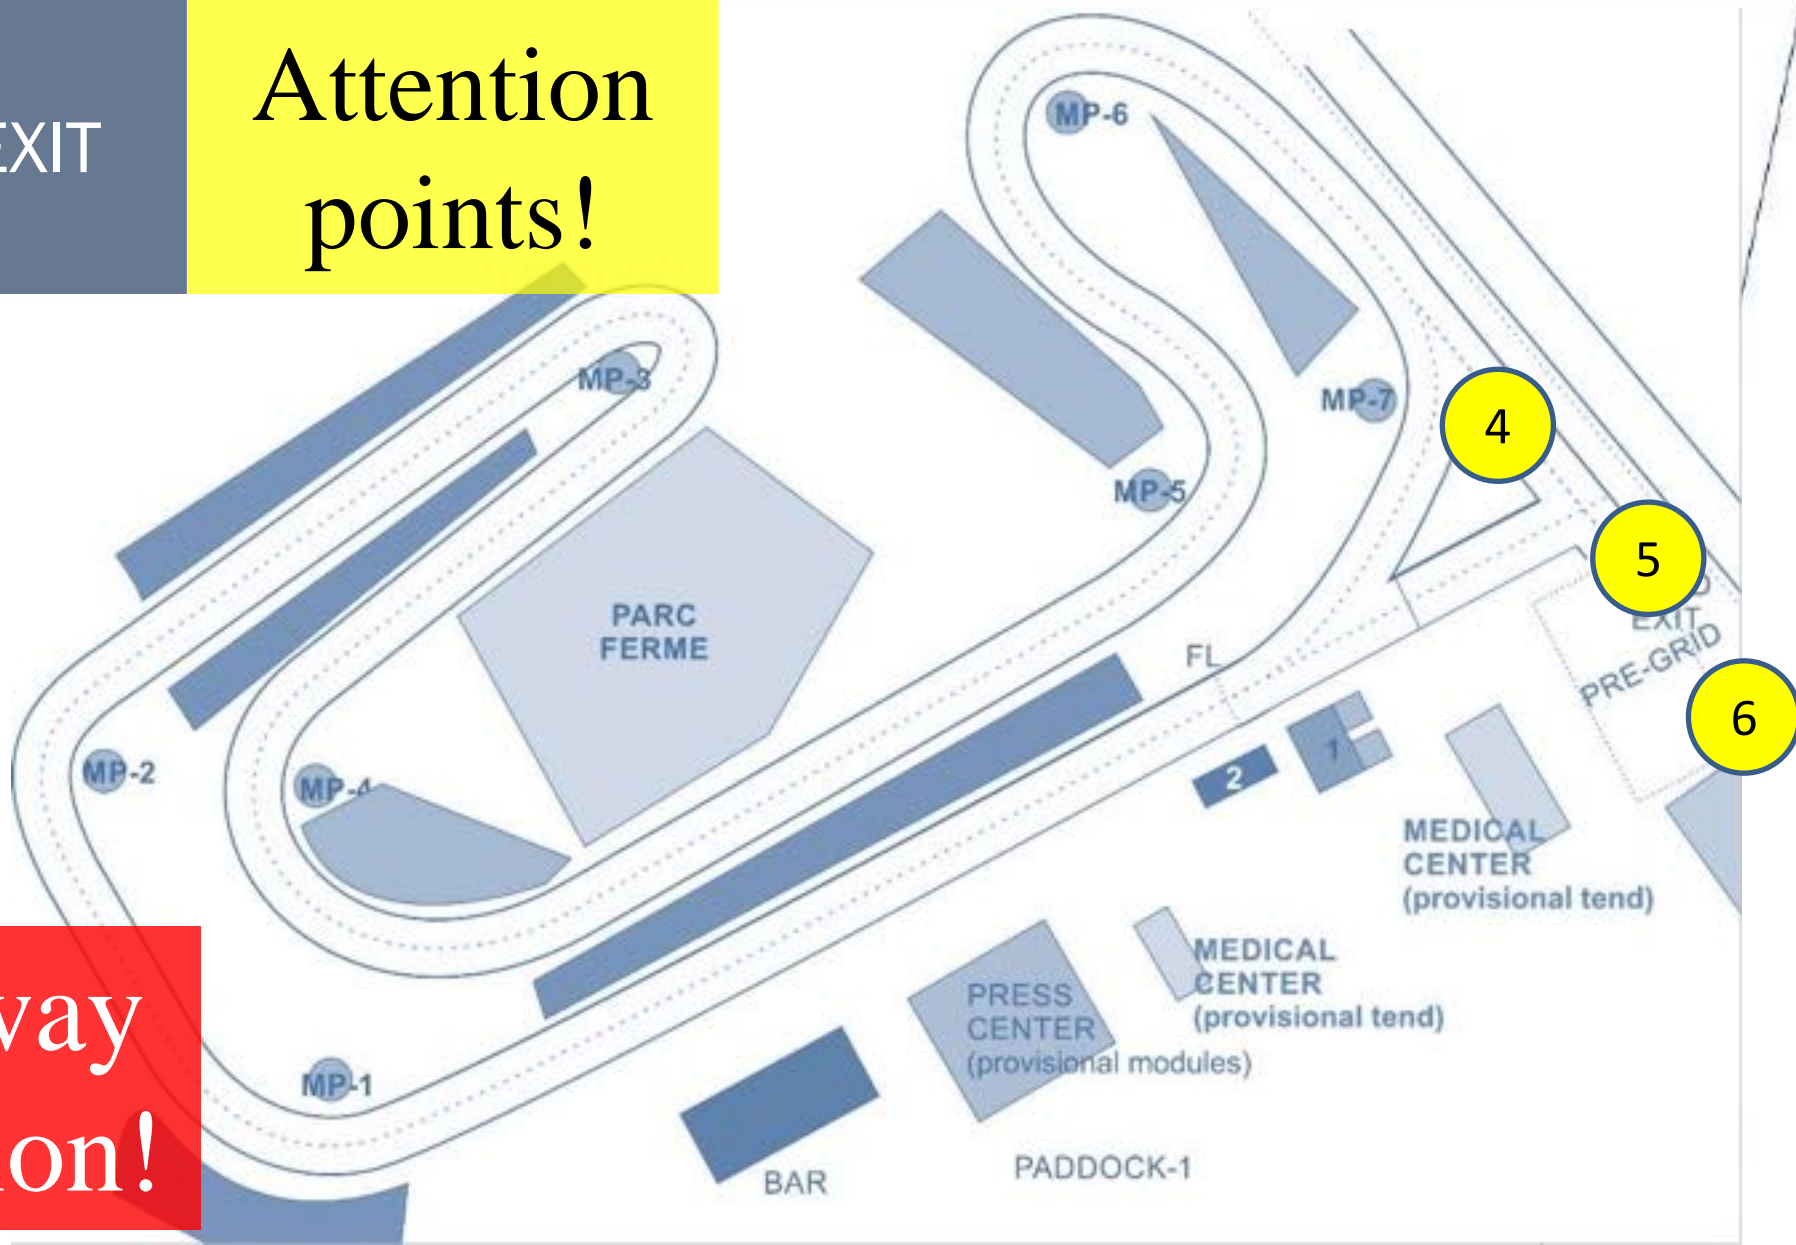 EXIT
Attention
points!
MP-6
MP-3
MP-7
4
MP-5
5
EXIT
PARC
FERME
FL
PRE-GRID
6
MP-2
MP-4
1
2
MEDICAL
CENTER
(provisional tend)
MEDICAL
CENTER
(provisional tend)
PRESS
CENTER
(provisional modules)
MP-1
BAR
PADDOCK-1
way
ion!